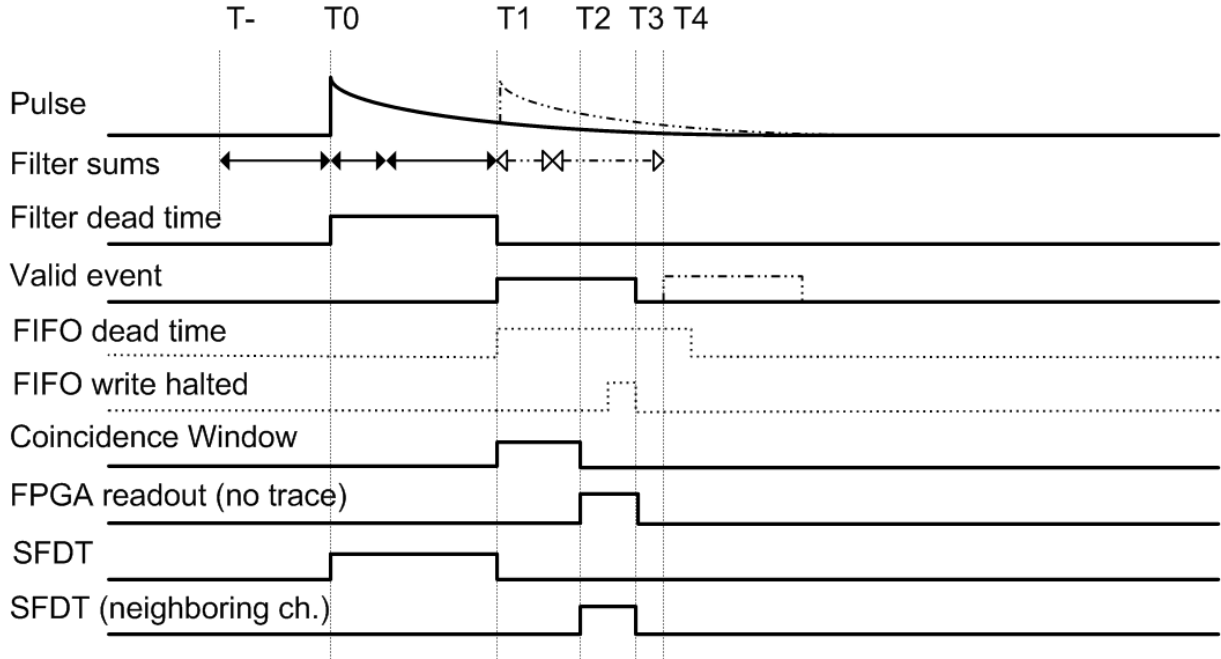 T- T0 T1 T2 T3 T4
Pulse
Filter sums
Filter dead time
Valid event
FIFO dead time
FIFO write halted
Coincidence Window
FPGA readout (no trace)
SFDT
SFDT (neighboring ch.)